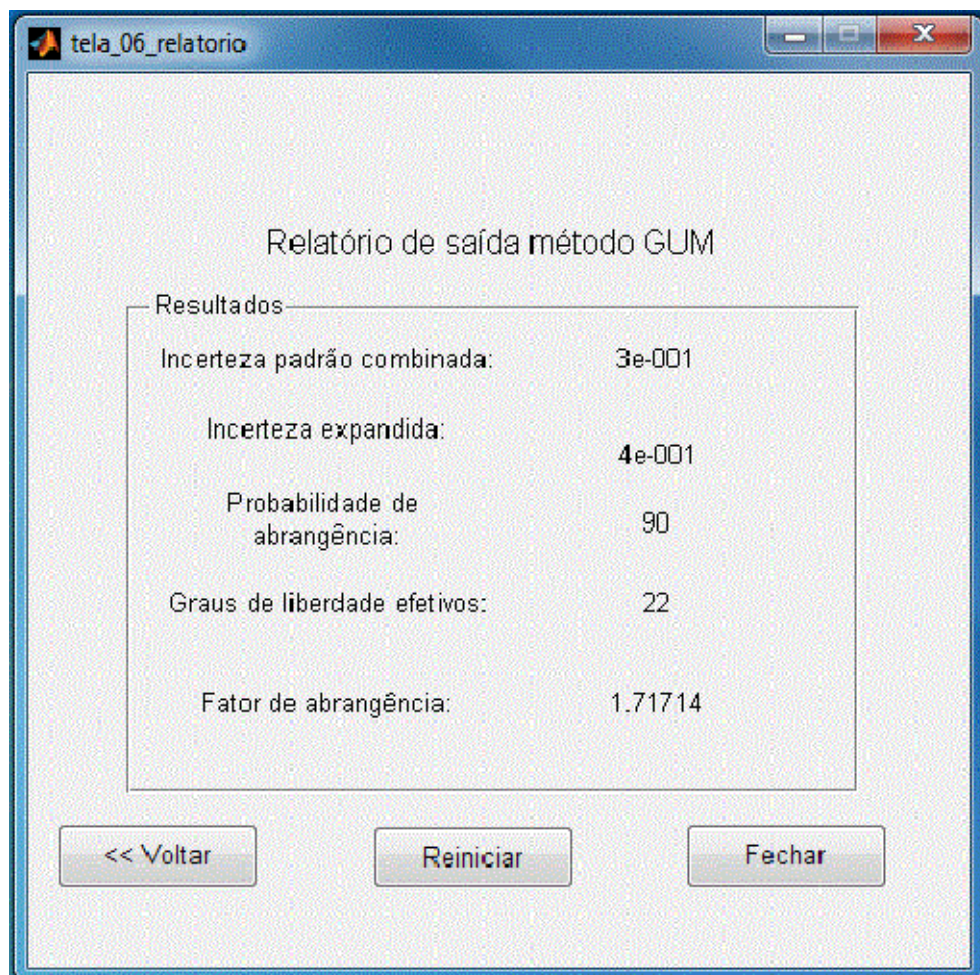 tela_06_relatorio
Relatório de saída método GUM
Resultados
Incerteza padrão combinada: 3e-001
Incerteza expandida: 4e-001
Probabilidade de
abrangência: 90
Graus de liberdade efetivos: 22
Fator de abrangência: 1.71714
<< Voltar Reiniciar Fechar